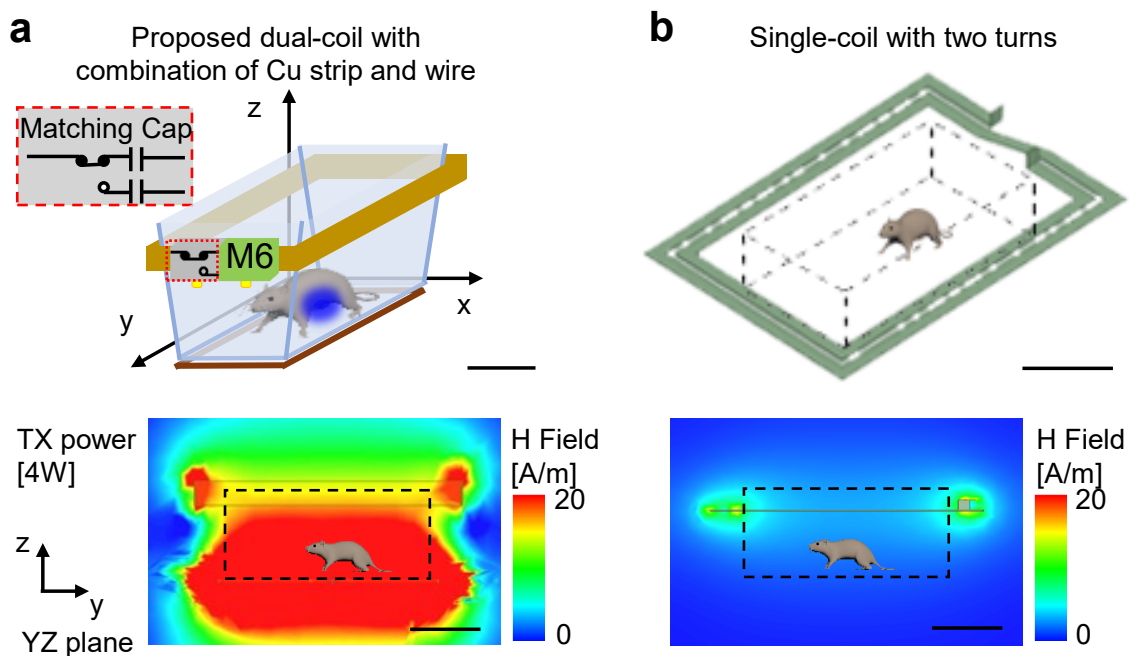 a
Proposed dual-coil with
combination of Cu strip and wire
Matching Cap
z
M6
x
y
b
Single-coil with two turns
TX power
[4W]
z
y
YZ plane
H Field
[A/m]
20
0
H Field
[A/m]
20
0